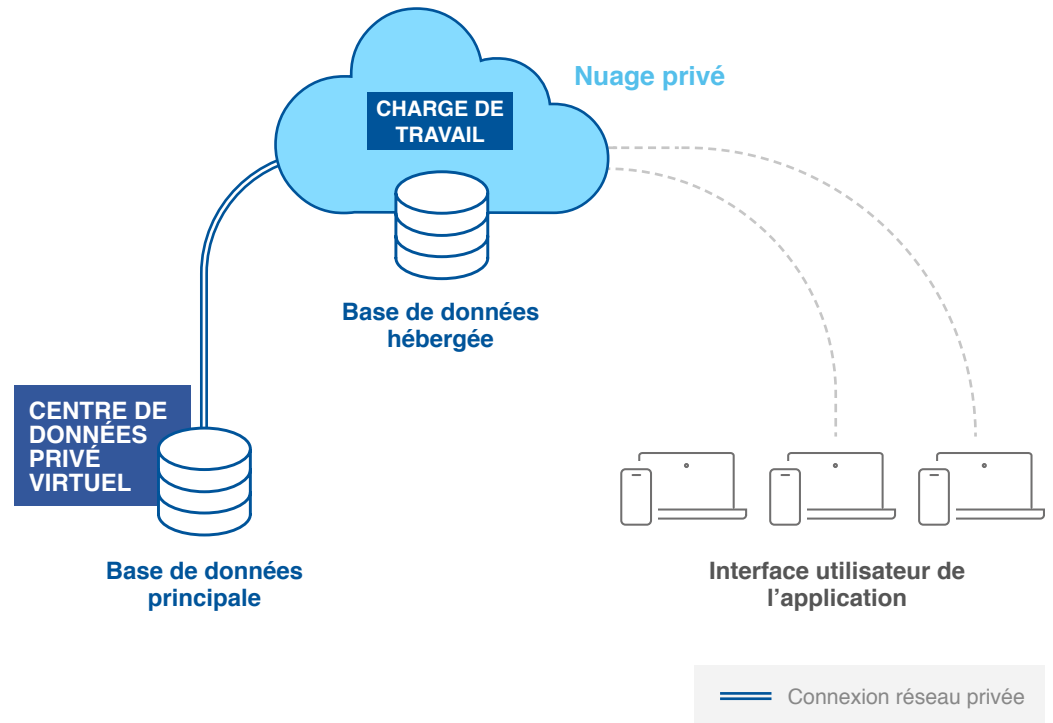 Nuage privé
CHARGE DE
TRAVAIL
Base de données
hébergée
CENTRE DE
DONNÉES
PRIVÉ
VIRTUEL
Base de données
principale
Interface utilisateur de
l’application
Connexion réseau privée